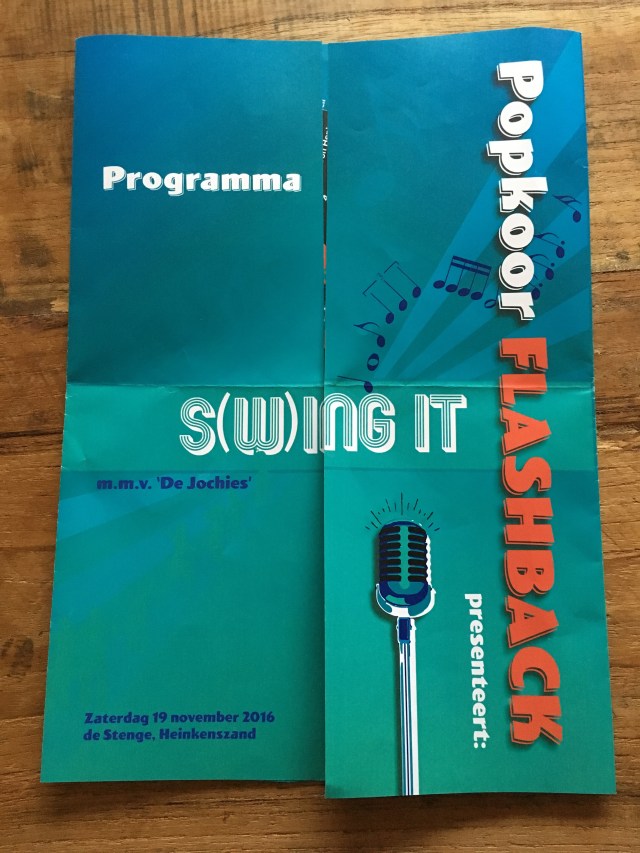 Programma
Popkoor FLASHBACK
presenteert:
S(W)ING IT
m.m.v. 'De Jochies'
Zaterdag 19 november 2016
de Stenge, Heinkenszand